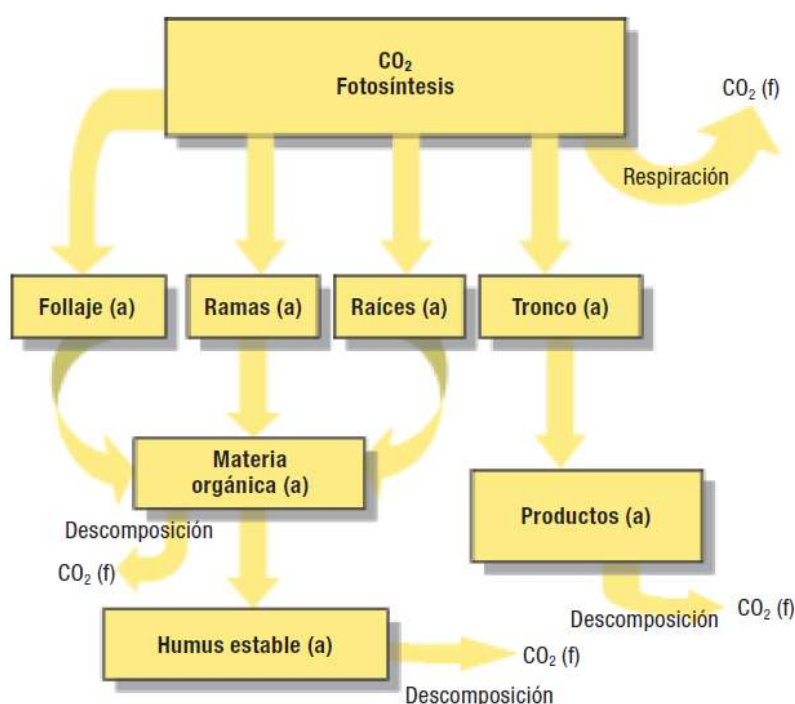 CO₂
Fotosíntesis
CO₂ (f)
Respiración
Follaje (a)
Ramas (a)
Raíces (a)
Tronco (a)
Materia
orgánica (a)
Productos (a)
Descomposición
CO₂ (f)
Descomposición
CO₂ (f)
Humus estable (a)
CO₂ (f)
Descomposición